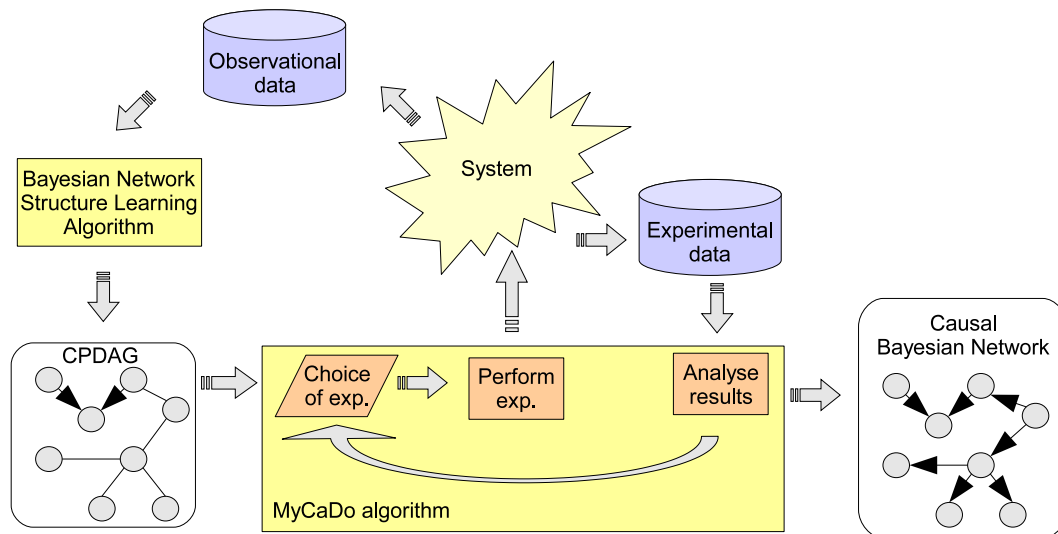 Observational
data
System
Bayesian Network
Structure Learning
Algorithm
Experimental
data
CPDAG
Choice
of exp.
Perform
exp.
Analyse
results
MyCaDo algorithm
Causal
Bayesian Network